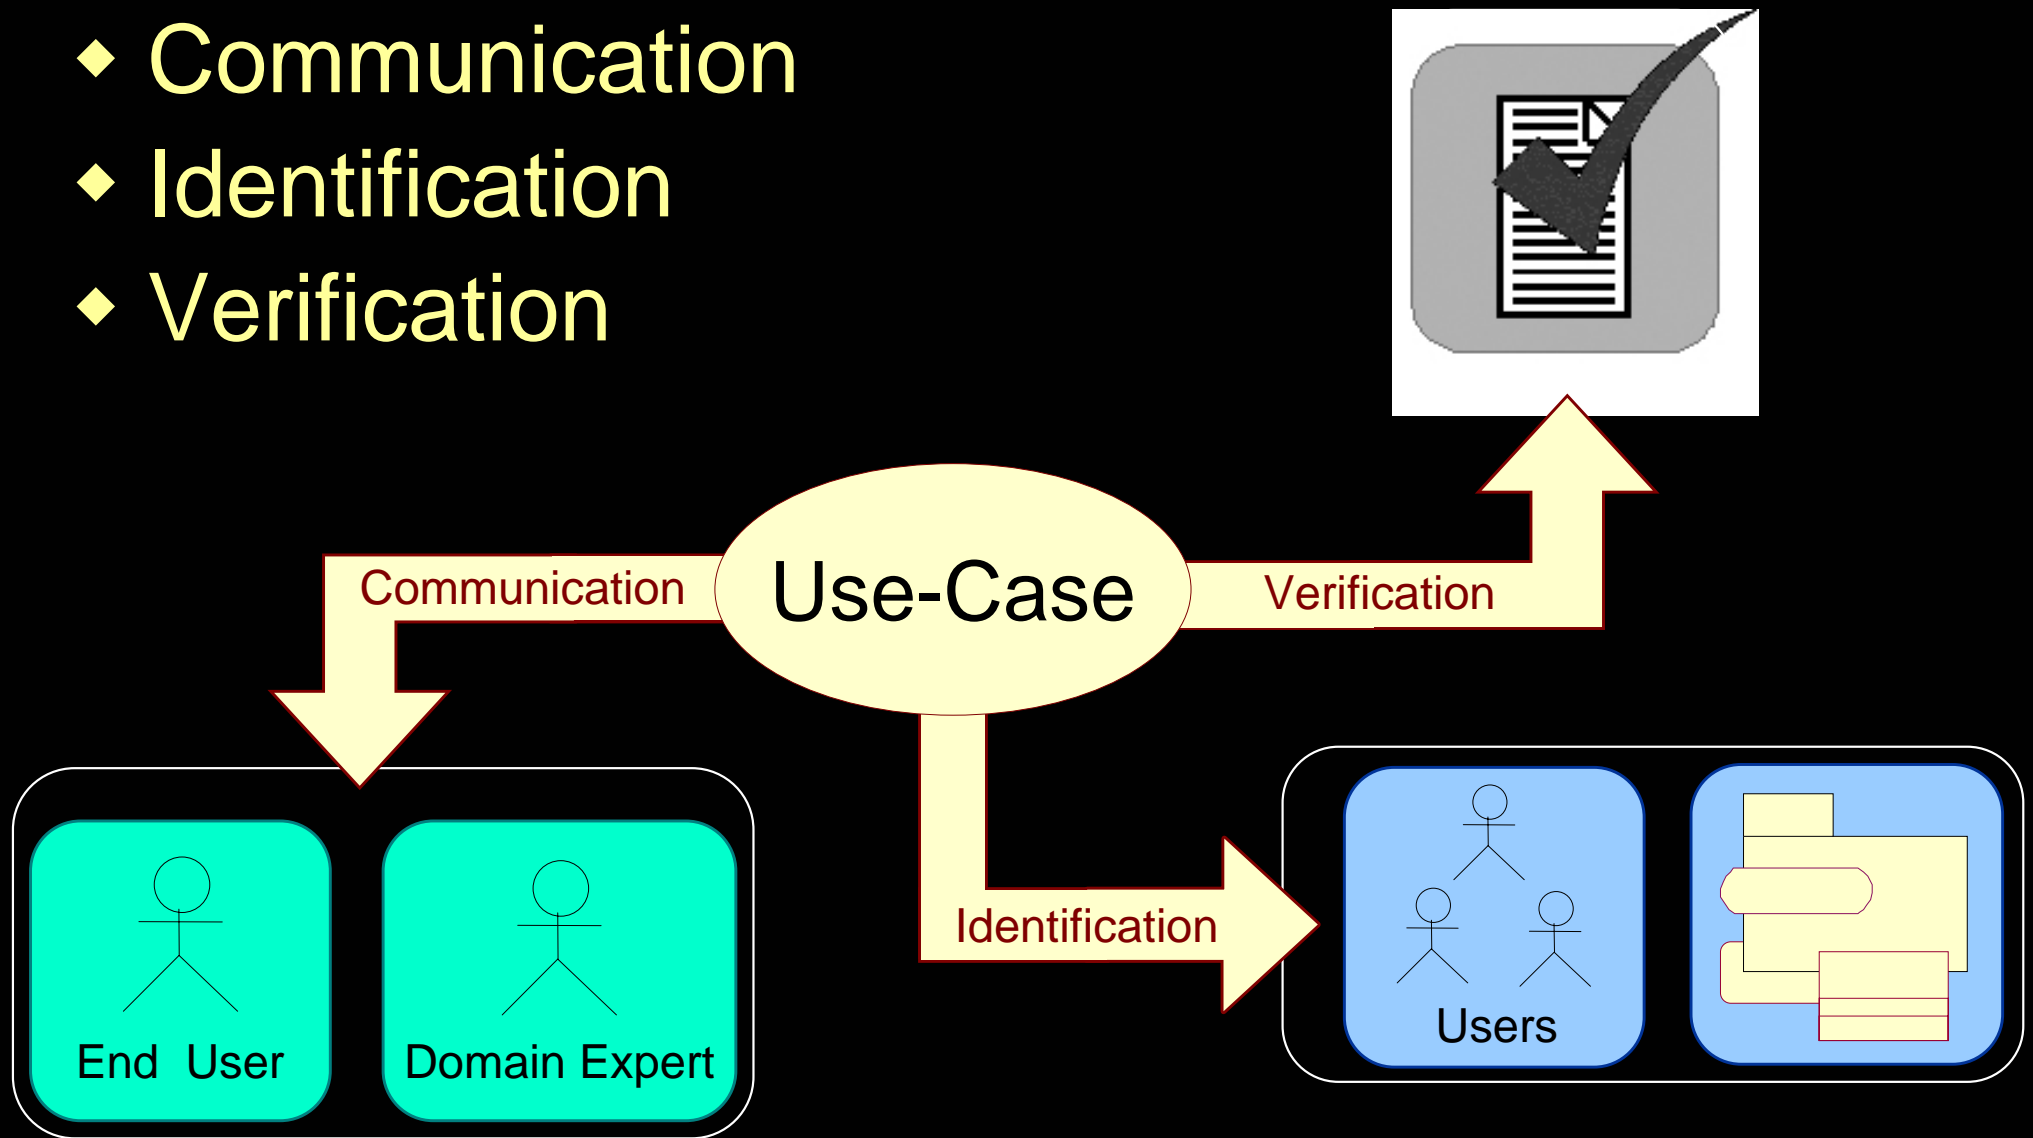 Communication
Identification
Verification
Communication
Use-Case
Verification
Identification
Users
End User
Domain Expert